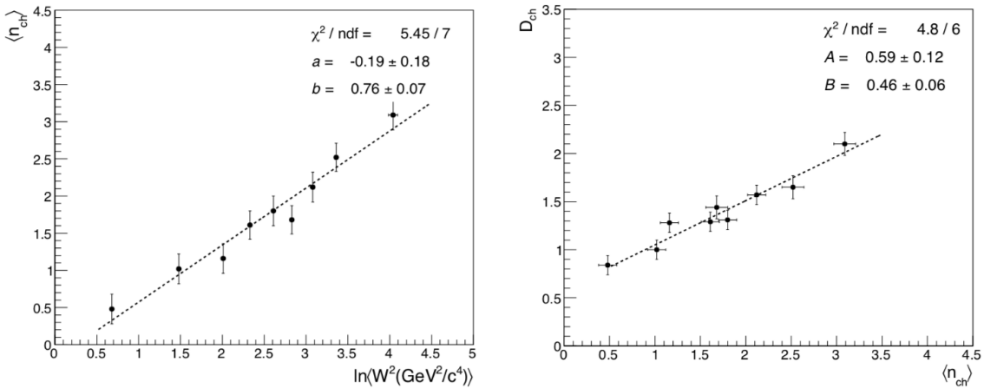 ⟨n_ch⟩
4.5
4
3.5
3
2.5
2
1.5
1
0.5
0
χ² / ndf = 5.45 / 7
a = -0.19 ± 0.18
b = 0.76 ± 0.07
0 0.5 1 1.5 2 2.5 3 3.5 4 4.5 5
ln⟨W²(GeV²/c⁴)⟩
D_ch
3.5
3
2.5
2
1.5
1
0.5
0
χ² / ndf = 4.8 / 6
A = 0.59 ± 0.12
B = 0.46 ± 0.06
0 0.5 1 1.5 2 2.5 3 3.5 4 4.5
⟨n_ch⟩